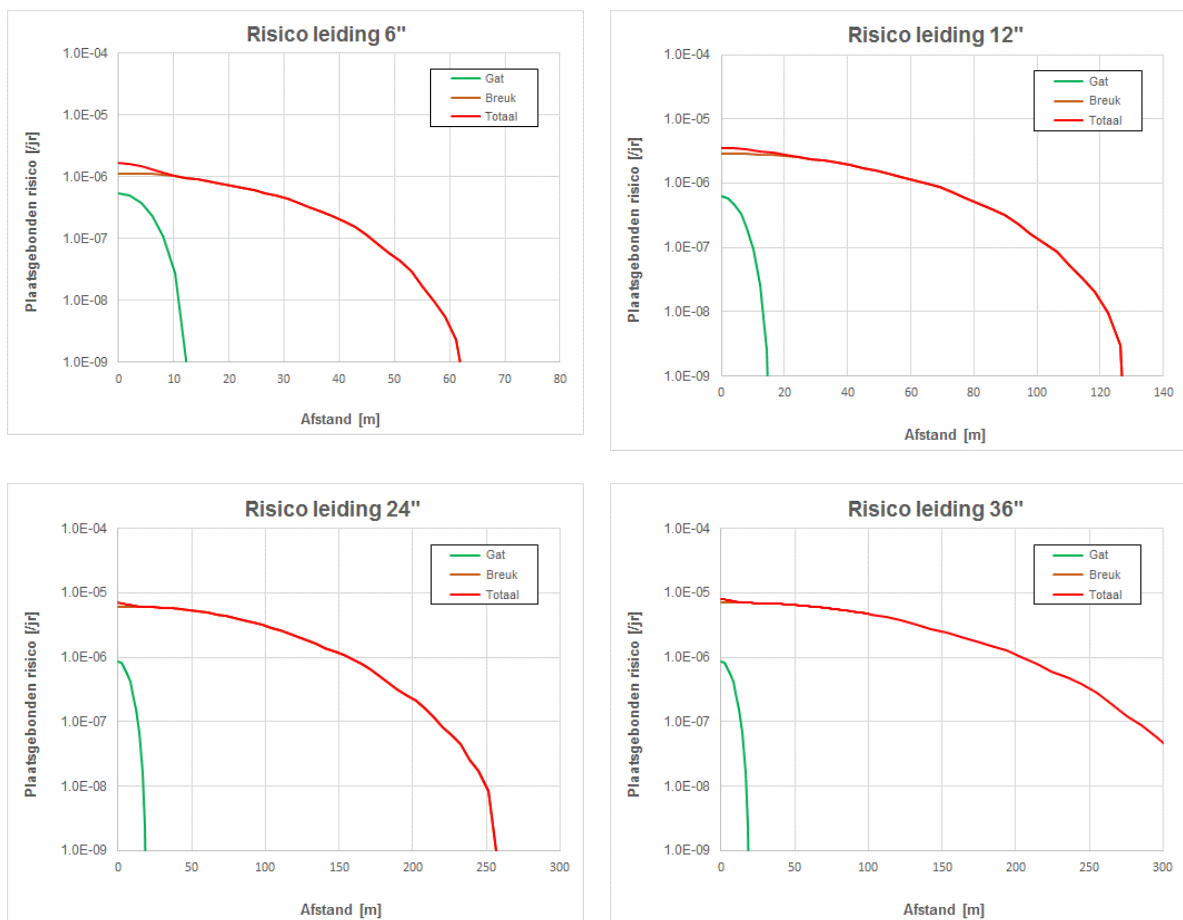 Risico leiding 6"
1.0E-04
1.0E-05
1.0E-06
1.0E-07
1.0E-08
1.0E-09
Plaatsgebonden risico [/jr]
Gat
Breuk
Totaal
0 10 20 30 40 50 60 70 80
Afstand [m]
Risico leiding 12"
1.0E-04
1.0E-05
1.0E-06
1.0E-07
1.0E-08
1.0E-09
Plaatsgebonden risico [/jr]
Gat
Breuk
Totaal
0 20 40 60 80 100 120 140
Afstand [m]
Risico leiding 24"
1.0E-04
1.0E-05
1.0E-06
1.0E-07
1.0E-08
1.0E-09
Plaatsgebonden risico [/jr]
Gat
Breuk
Totaal
0 50 100 150 200 250 300
Afstand [m]
Risico leiding 36"
1.0E-04
1.0E-05
1.0E-06
1.0E-07
1.0E-08
1.0E-09
Plaatsgebonden risico [/jr]
Gat
Breuk
Totaal
0 50 100 150 200 250 300
Afstand [m]